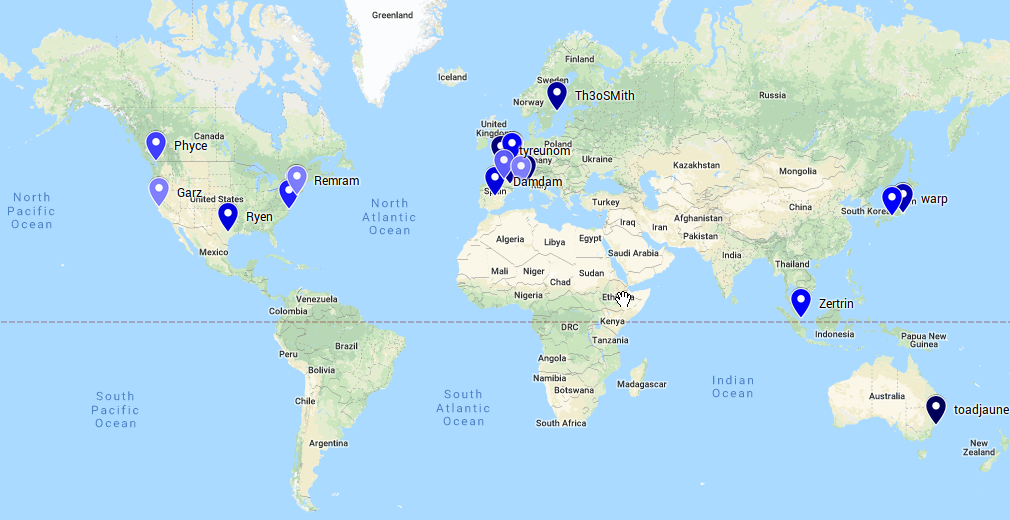 Greenland
Iceland
Finland
Sweden
Norway
Th3oSMith
Russia
Canada
Phyce
United
Kingdom
Poland
tyreunom
Ukraine
Kazakhstan
Mongolia
Remram
Garz
United States
Damdam
Spain
Italy
Turkey
China
South Korea
warp
North
Pacific
Ocean
North
Atlantic
Ocean
Ryen
Mexico
Algeria
Libya
Egypt
Iraq
Iran
Afghanistan
Pakistan
Saudi Arabia
India
Thailand
Mali
Niger
Chad
Sudan
Nigeria
Ethiopia
Venezuela
Colombia
Zertrin
DRC
Kenya
Tanzania
Indonesia
Papua New
Guinea
Peru
Brazil
Bolivia
Angola
Namibia
Botswana
Madagascar
Chile
South
Pacific
Ocean
South
Atlantic
Ocean
Indian
Ocean
Australia
toadjaune
South Africa
Argentina
New
Zealand